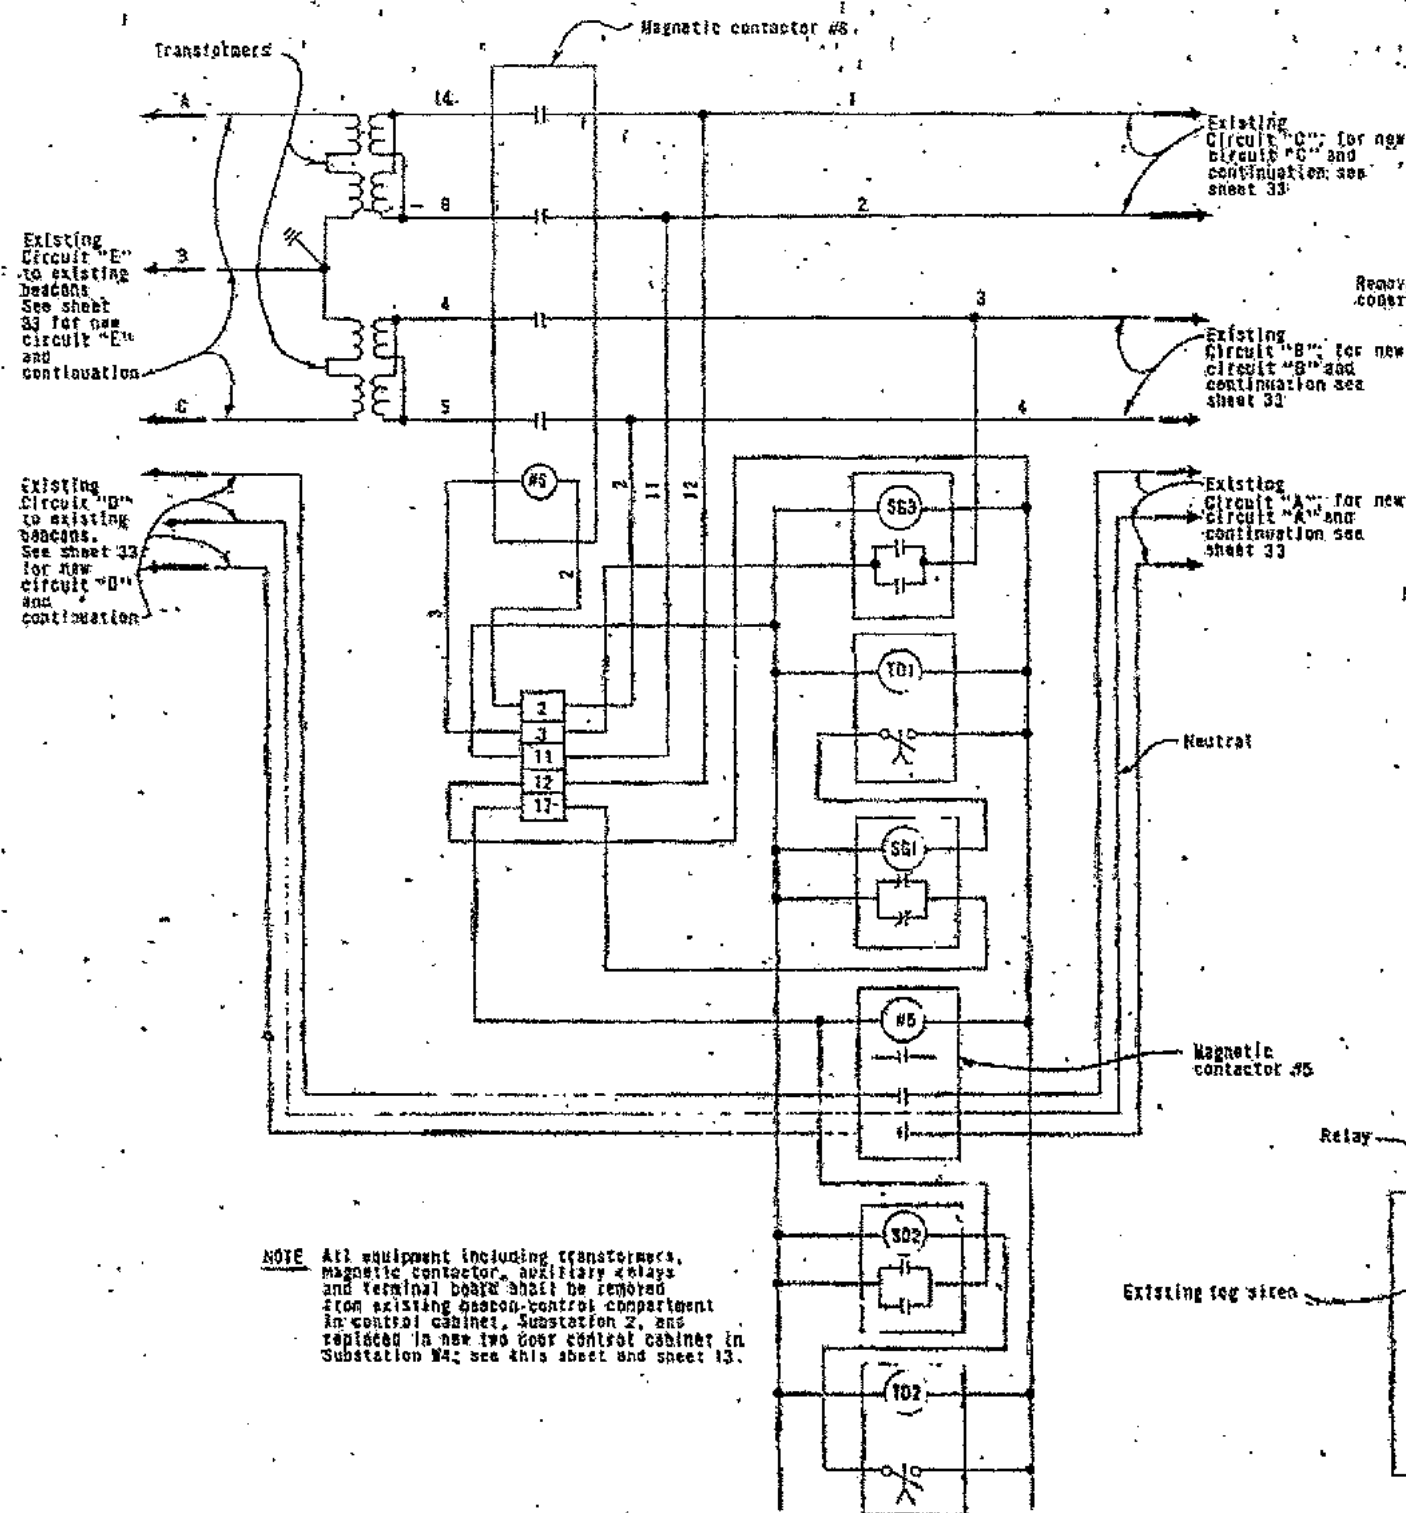 Magnetic contactor #6
Transformers
A
14
1
Existing
Circuit "C"; for new
circuit "C" and
continuation; see
sheet 33
8
2
Existing
Circuit "E"
to existing
beacons
See sheet
33 for new
circuit "E"
and
continuation
B
4
3
Remov
Existing
Circuit "B"; for new
circuit "B" and
continuation see
sheet 33
C
5
4
Existing
Circuit "D"
to existing
beacons.
See sheet 33
for new
circuit "D"
and
continuation
#6
2
11
12
SG3
Existing
Circuit "A"; for new
circuit "A" and
continuation see
sheet 33
3
2
TD1
2
3
11
12
17
Neutral
SG1
#5
Magnetic
contactor #5
Relay
NOTE All equipment including transformers,
magnetic contactor, auxiliary relays
and terminal board shall be removed
from existing beacon-control compartment
in control cabinet, Substation 2, and
replaced in new two door control cabinet in
Substation #4; see this sheet and sheet 13.
Existing fog siren
TD2